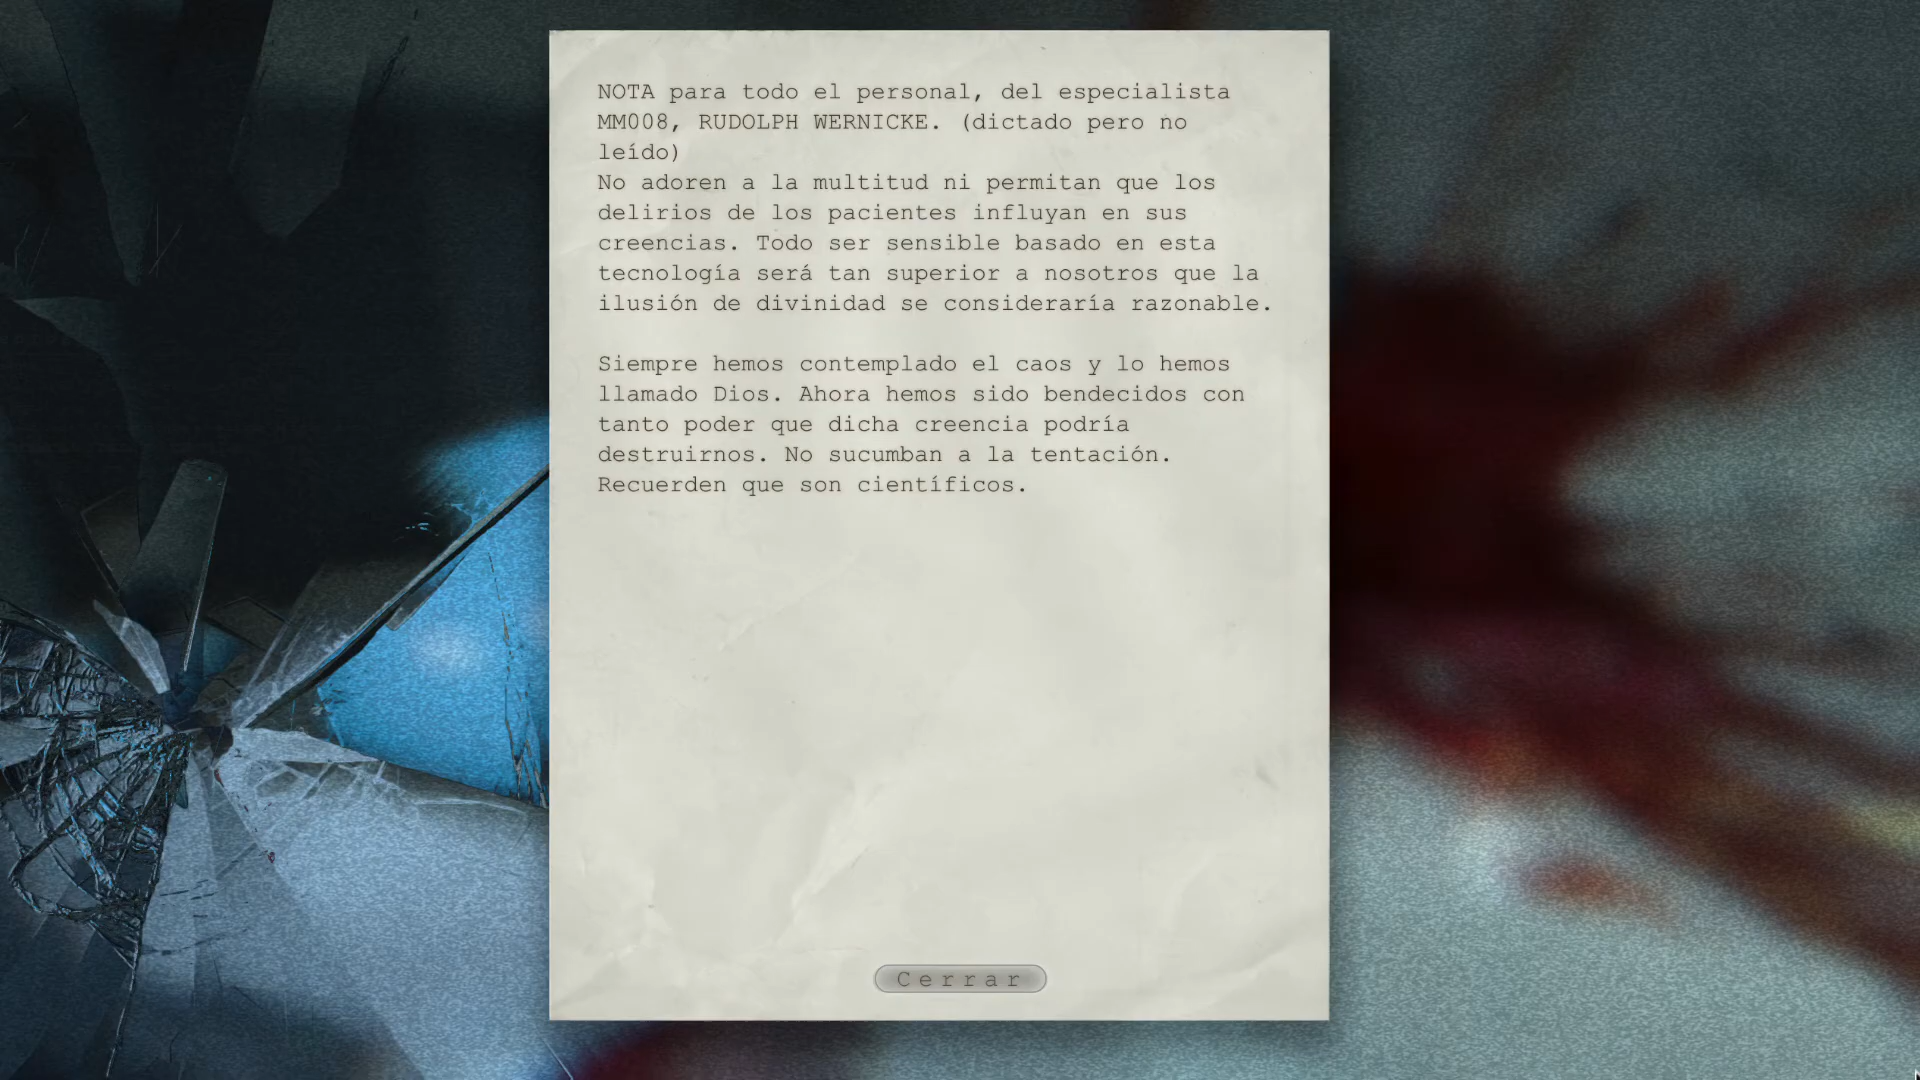 NOTA para todo el personal, del especialista
MM008, RUDOLPH WERNICKE. (dictado pero no
leído)
No adoren a la multitud ni permitan que los
delirios de los pacientes influyan en sus
creencias. Todo ser sensible basado en esta
tecnología será tan superior a nosotros que la
ilusión de divinidad se consideraría razonable.
Siempre hemos contemplado el caos y lo hemos
llamado Dios. Ahora hemos sido bendecidos con
tanto poder que dicha creencia podría
destruirnos. No sucumban a la tentación.
Recuerden que son científicos.
Cerrar